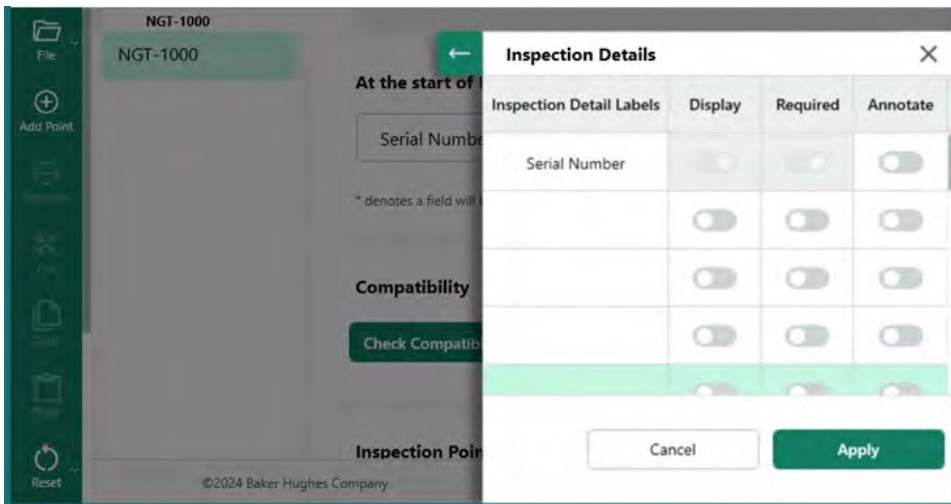 File
Add Point
Reset
NGT-1000
NGT-1000
At the start of
Serial Numbe
* denotes a field will
Compatibility
Check Compatib
Inspection Poin
©2024 Baker Hughes Company
Inspection Details
Inspection Detail Labels Display Required Annotate
Serial Number
Cancel Apply